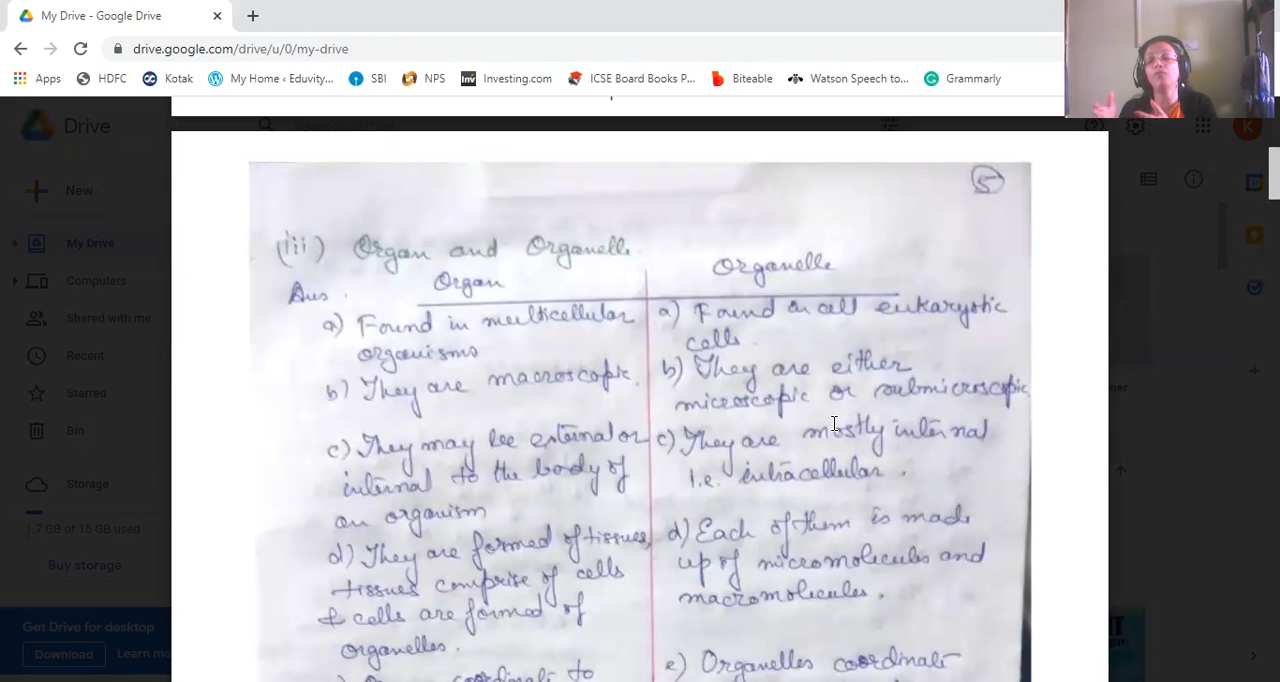 My Drive - Google Drive
drive.google.com/drive/u/0/my-drive
Apps HDFC Kotak My Home ‹ Eduvity... SBI NPS Investing.com ICSE Board Books P... Biteable Watson Speech to... Grammarly
Drive
New
My Drive
Computers
Shared with me
Recent
Starred
Bin
Storage
1.7 GB of 15 GB used
Buy storage
Get Drive for desktop
Download Learn mo
K
5
(iii) Organ and Organelle.
Ans. Organ
a) Found in multicellular
organisms
b) They are macroscopic.
c) They may be external or
internal to the body of
an organism
d) They are formed of tissues,
tissues comprise of cells
& cells are formed of
organelles.
coordinati to
Organelle
a) Found in all eukaryotic
cells.
b) They are either
microscopic or submicroscopic
c) They are mostly internal
i.e. intracellular.
d) Each of them is made
up of micromolecules and
macromolecules.
e) Organelles coordinati